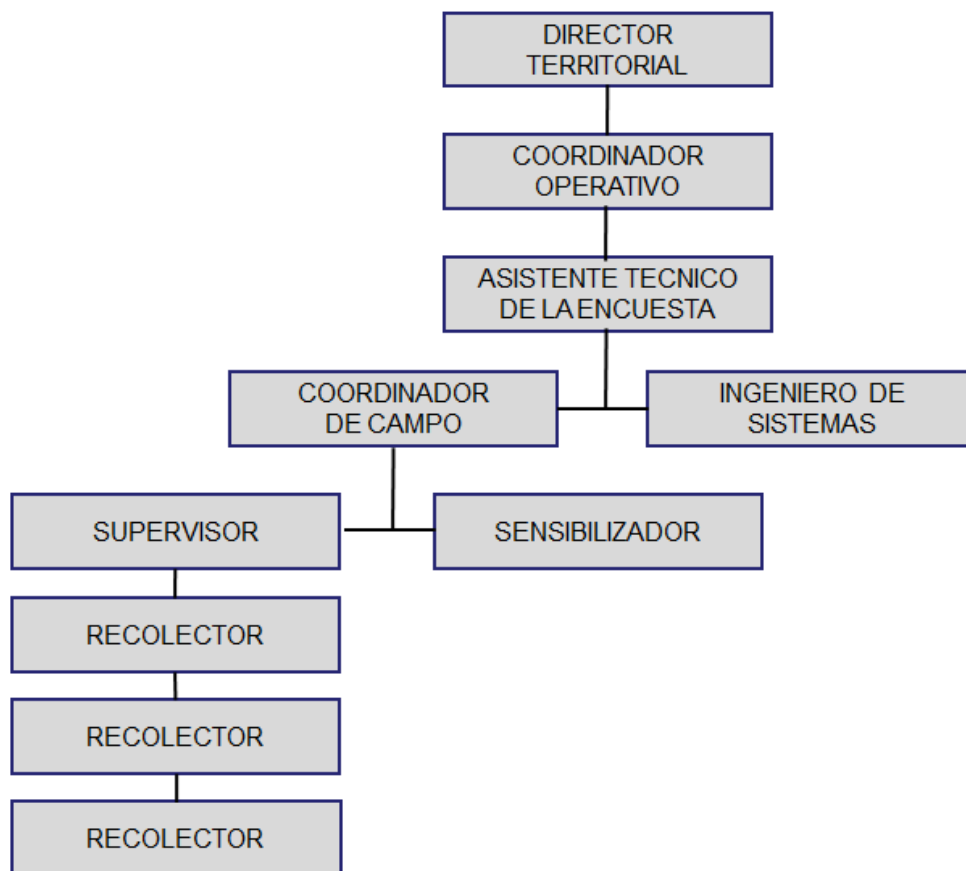 DIRECTOR
TERRITORIAL
COORDINADOR
OPERATIVO
ASISTENTE TECNICO
DE LA ENCUESTA
COORDINADOR
DE CAMPO
INGENIERO DE
SISTEMAS
SUPERVISOR
SENSIBILIZADOR
RECOLECTOR
RECOLECTOR
RECOLECTOR